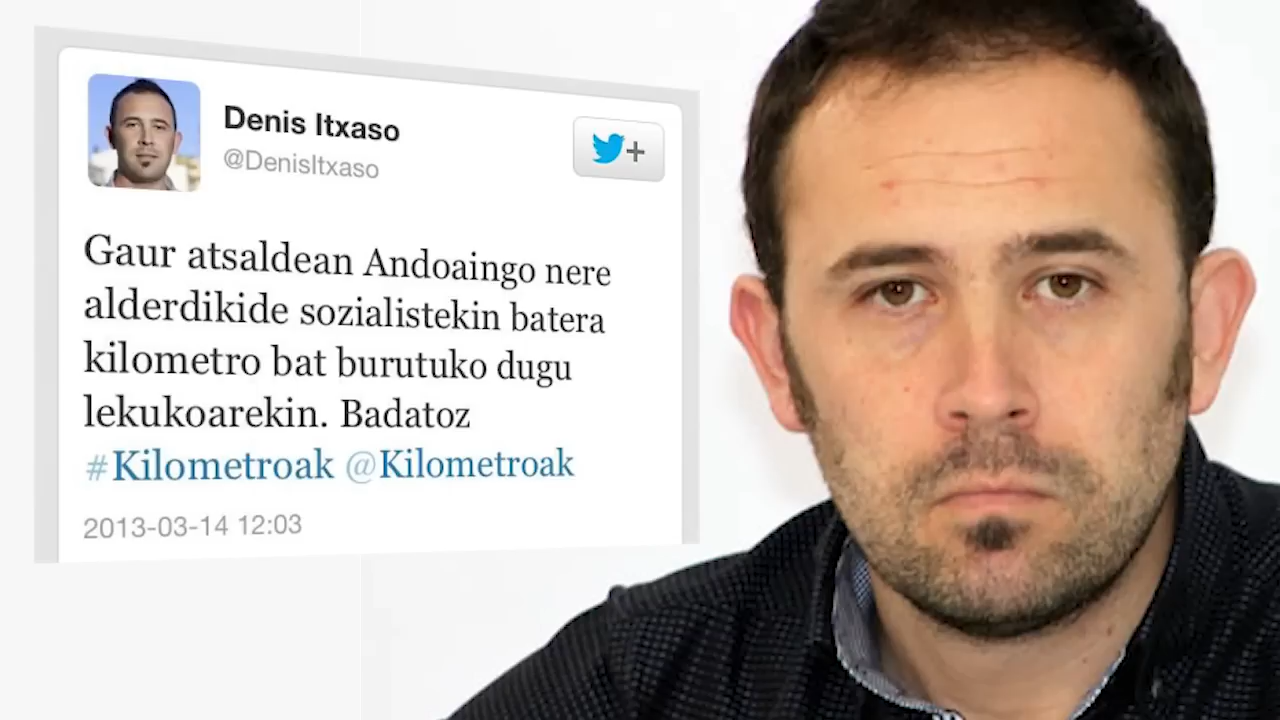 Denis Itxaso
@DenisItxaso
Gaur atsaldean Andoaingo nere
alderdikide sozialistekin batera
kilometro bat burutuko dugu
lekukoarekin. Badatoz
#Kilometroak @Kilometroak
2013-03-14 12:03